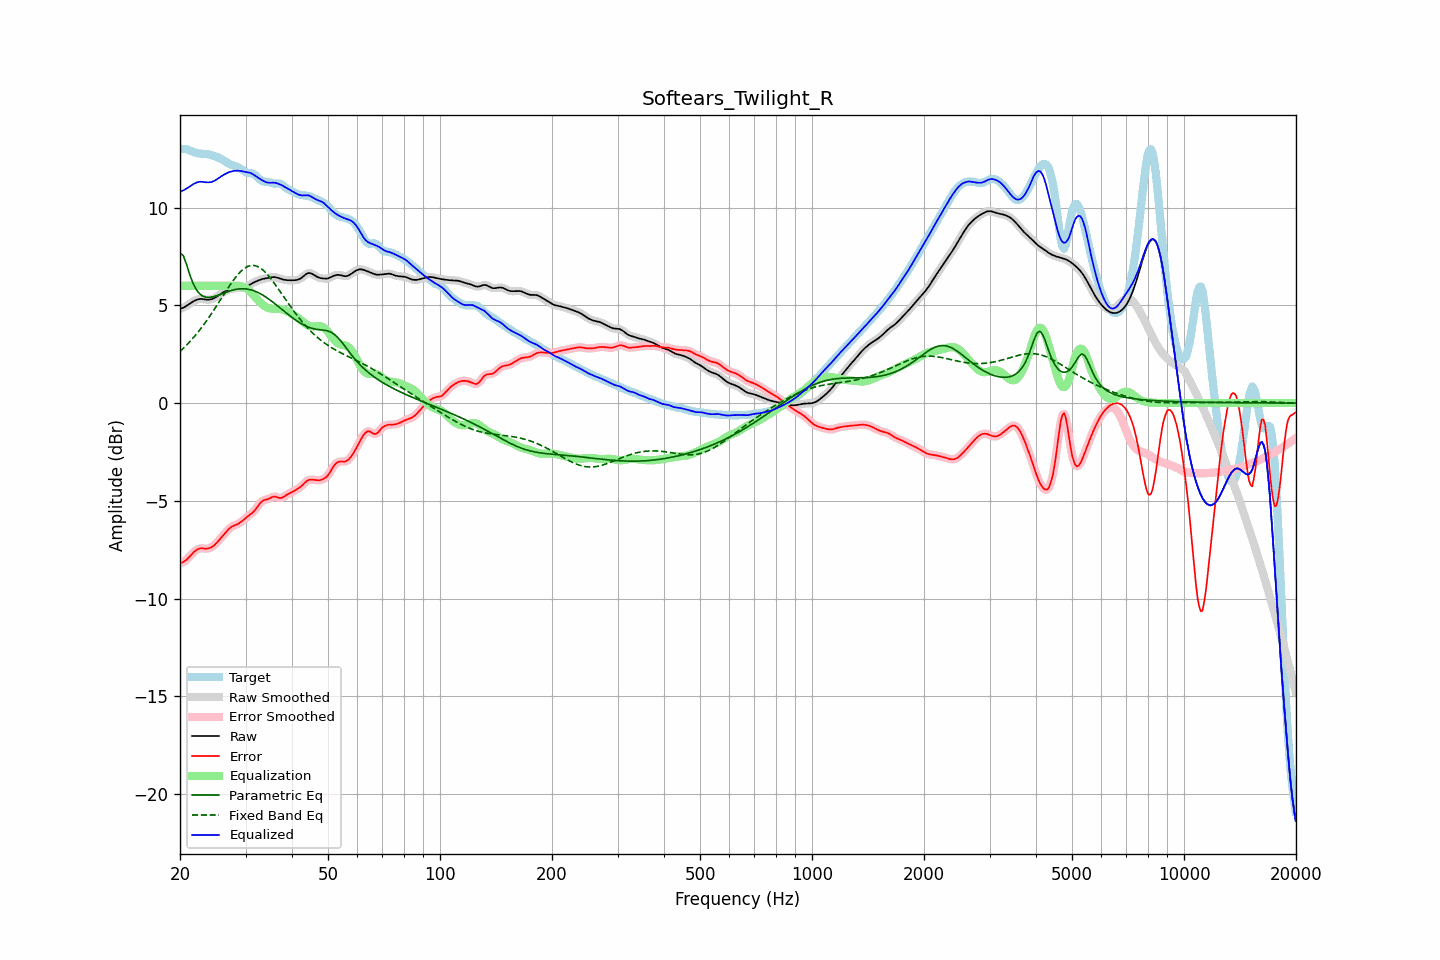 Softears_Twilight_R
10
5
0
−5
−10
−15
−20
Amplitude (dBr)
Target
Raw Smoothed
Error Smoothed
Raw
Error
Equalization
Parametric Eq
Fixed Band Eq
Equalized
20 50 100 200 500 1000 2000 5000 10000 20000
Frequency (Hz)